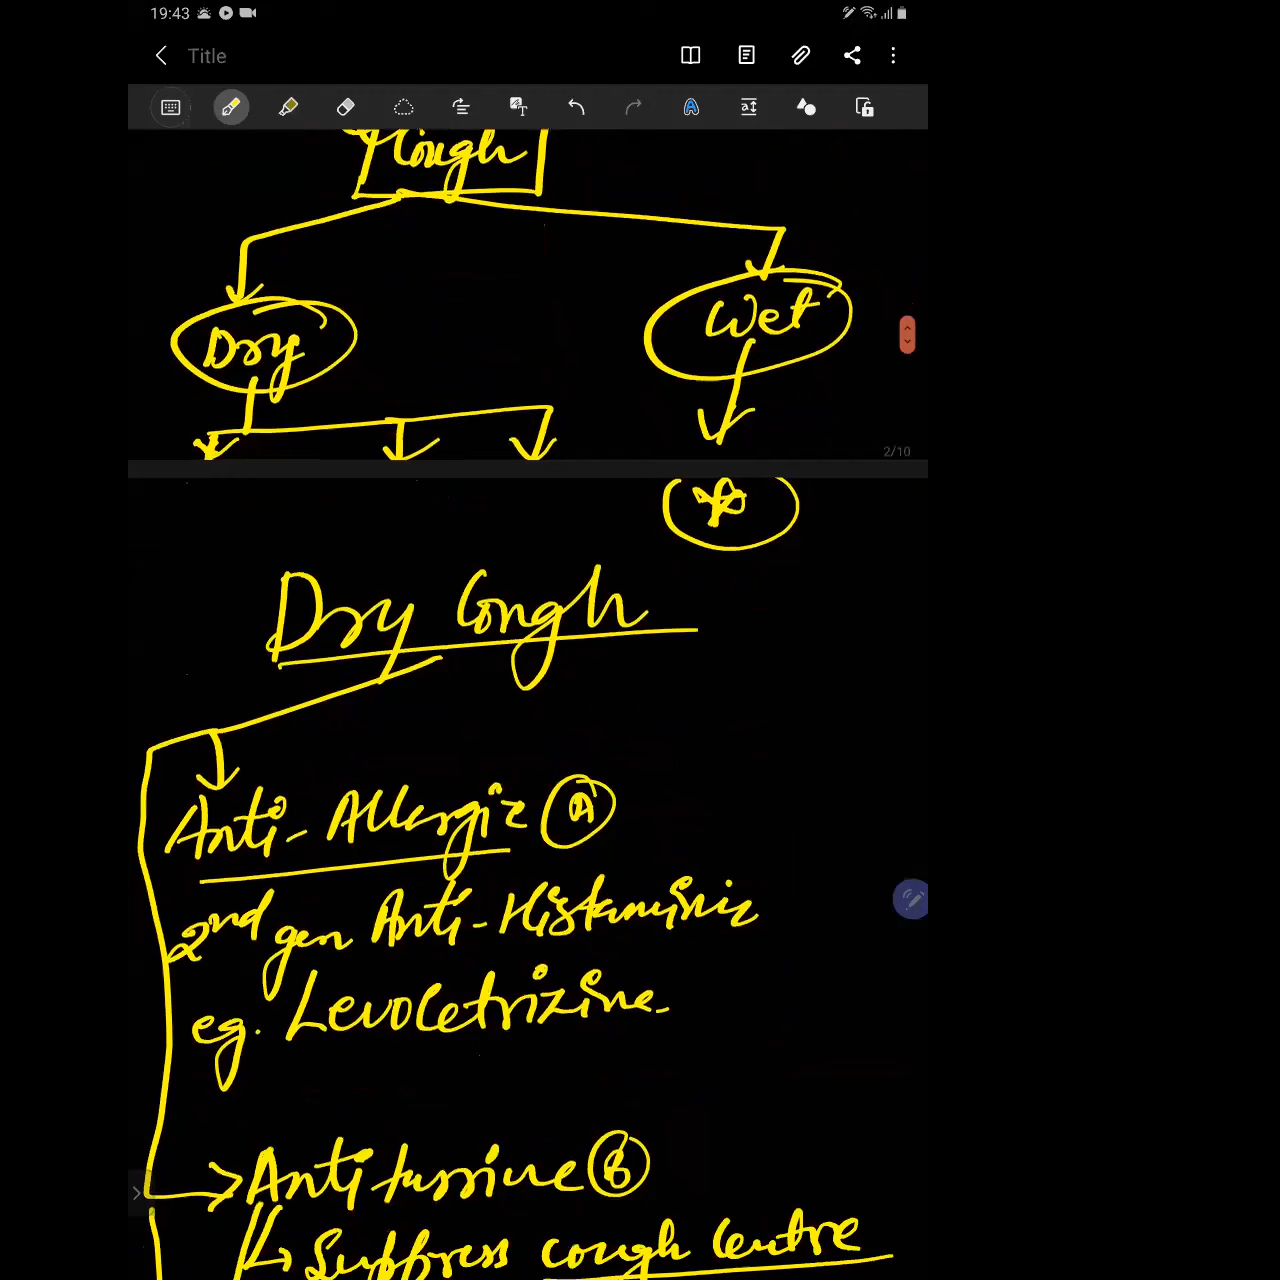 19:43
Title
Cough
Dry
Wet
2/10
Dry Cough
Anti-Allergic a
2nd gen Anti-Histaminic
eg. Levocetrizine
Antitussive b
Suppress cough Centre